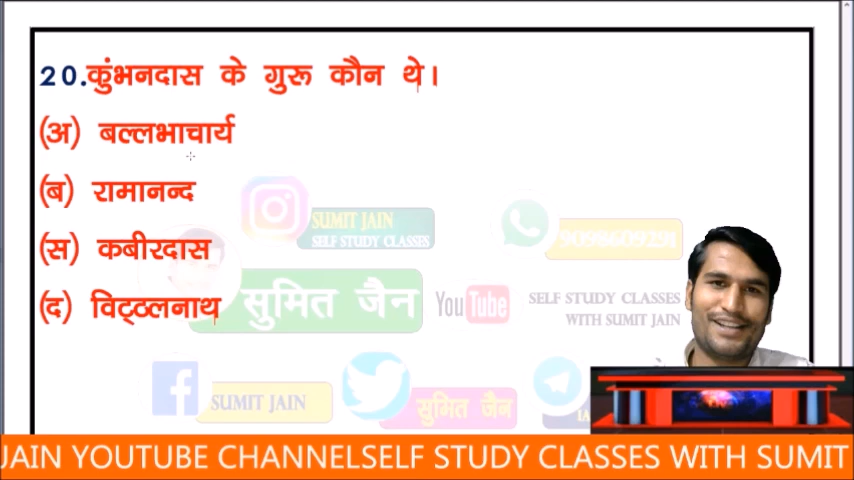 20.कुंभनदास के गुरू कौन थे।
(अ) बल्लभाचार्य
(ब) रामानन्द
(स) कबीरदास
(द) विट्ठलनाथ
SUMIT JAIN
SELF STUDY CLASSES
9098609291
सुमित जैन
YouTube
SELF STUDY CLASSES
WITH SUMIT JAIN
SUMIT JAIN
सुमित जैन
JAIN YOUTUBE CHANNELSELF STUDY CLASSES WITH SUMIT